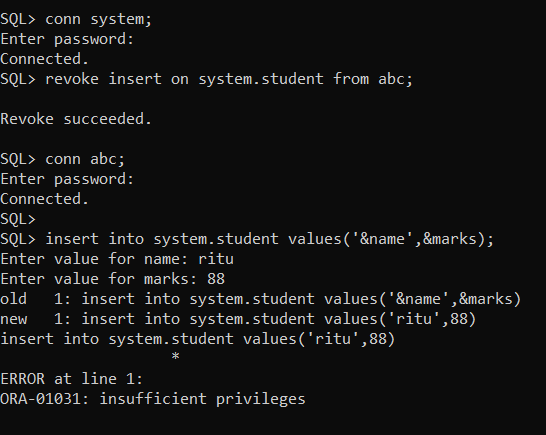 SQL> conn system;
Enter password:
Connected.
SQL> revoke insert on system.student from abc;
Revoke succeeded.
SQL> conn abc;
Enter password:
Connected.
SQL>
SQL> insert into system.student values('&name',&marks);
Enter value for name: ritu
Enter value for marks: 88
old   1: insert into system.student values('&name',&marks)
new   1: insert into system.student values('ritu',88)
insert into system.student values('ritu',88)
                   *
ERROR at line 1:
ORA-01031: insufficient privileges